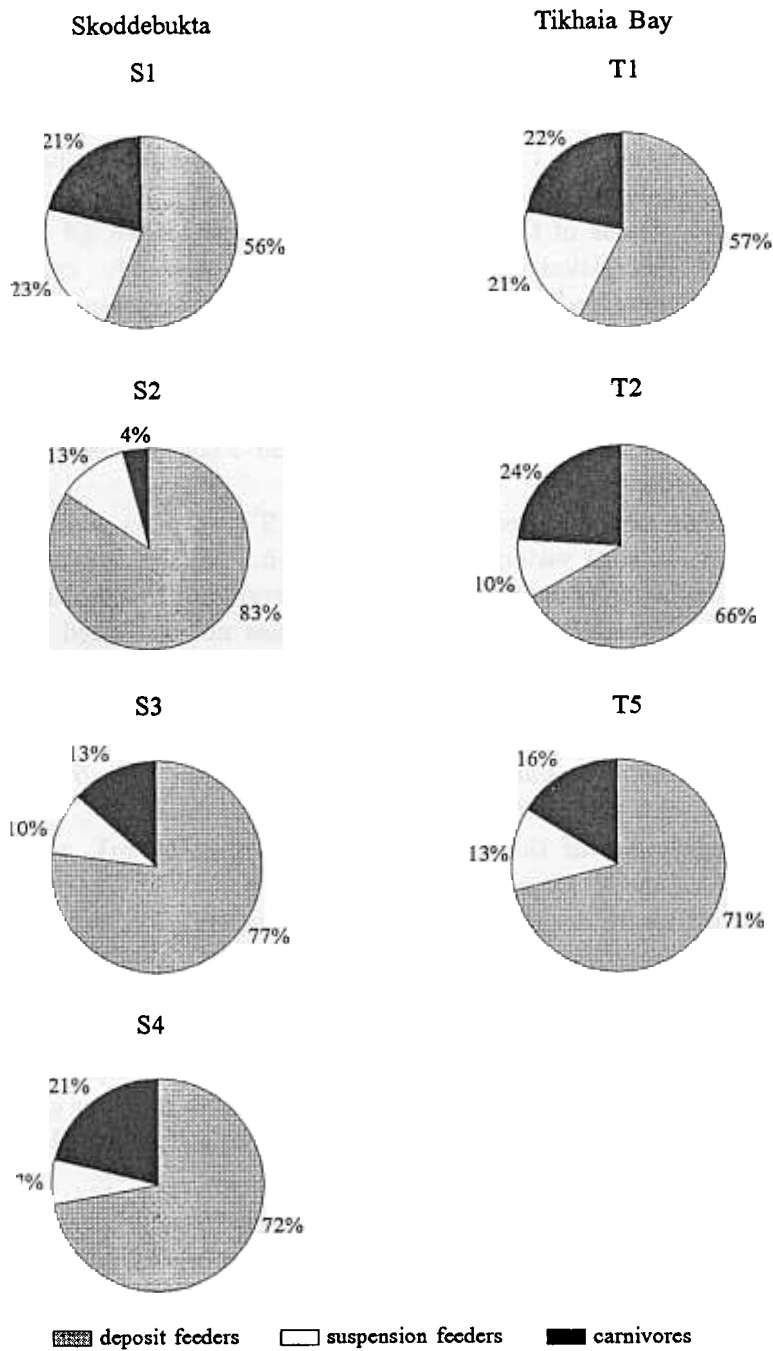 Skoddebukta
Tikhaia Bay
S1
T1
21%
56%
23%
22%
57%
21%
S2
T2
4%
13%
83%
24%
10%
66%
S3
T5
13%
10%
77%
16%
13%
71%
S4
21%
72%
deposit feeders
suspension feeders
carnivores